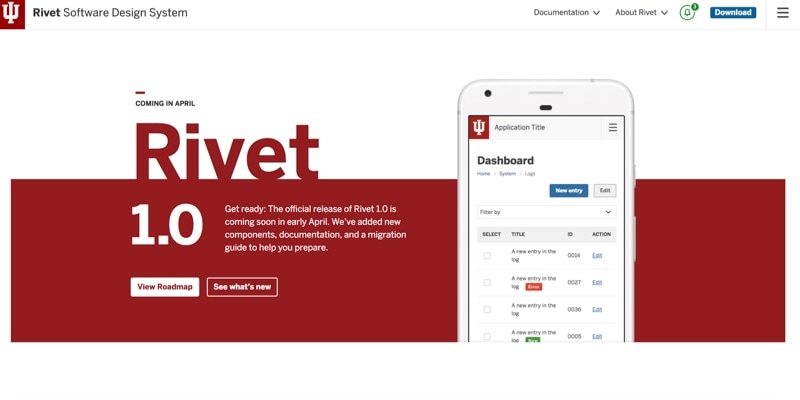 Rivet Software Design System
Documentation
About Rivet
3
Download
COMING IN APRIL
Rivet
1.0
Get ready: The official release of Rivet 1.0 is
coming soon in early April. We've added new
components, documentation, and a migration
guide to help you prepare.
View Roadmap
See what's new
Application Title
Dashboard
Home / System / Logs
New entry
Edit
Filter by
SELECT TITLE ID ACTION
A new entry in the
log
0014
Edit
A new entry in the
log Error
0027
Edit
A new entry in the
log
0036
Edit
A new entry in the
log New
0005
Edit